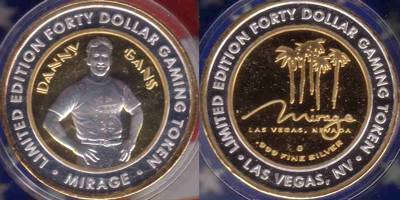 LIMITED EDITION FORTY DOLLAR GAMING TOKEN
DANNY GANS
• MIRAGE •
LIMITED EDITION FORTY DOLLAR GAMING TOKEN
Mirage
LAS VEGAS, NEVADA
G
.999 FINE SILVER
• LAS VEGAS, NV •